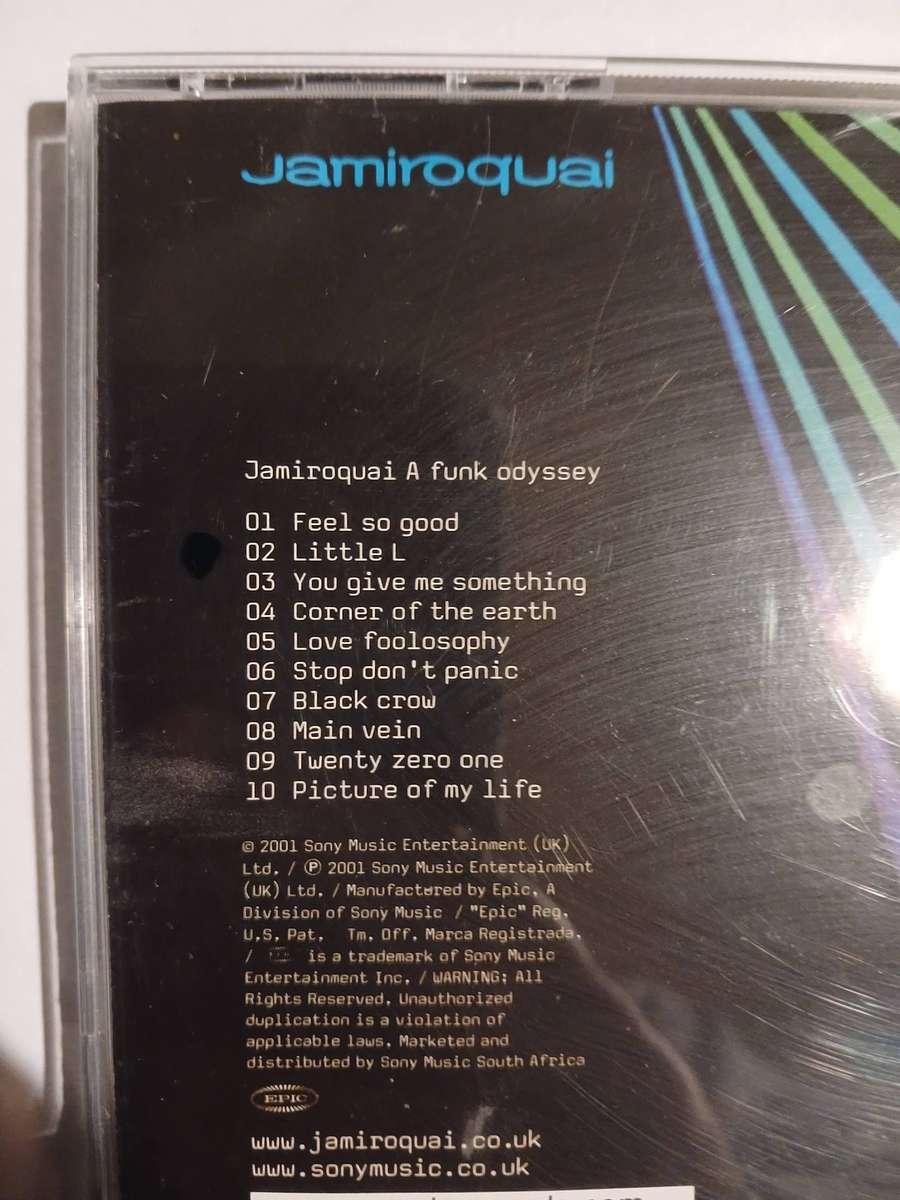 Jamiroquai
Jamiroquai A funk odyssey
01 Feel so good
02 Little L
03 You give me something
04 Corner of the earth
05 Love foolosophy
06 Stop don't panic
07 Black crow
08 Main vein
09 Twenty zero one
10 Picture of my life
© 2001 Sony Music Entertainment (UK)
Ltd. / ℗ 2001 Sony Music Entertainment
(UK) Ltd. / Manufactured by Epic. A
Division of Sony Music / "Epic" Reg.
U.S. Pat. Tm. Off. Marca Registrada.
/ is a trademark of Sony Music
Entertainment Inc. / WARNING: All
Rights Reserved. Unauthorized
duplication is a violation of
applicable laws. Marketed and
distributed by Sony Music South Africa
EPIC
www.jamiroquai.co.uk
www.sonymusic.co.uk